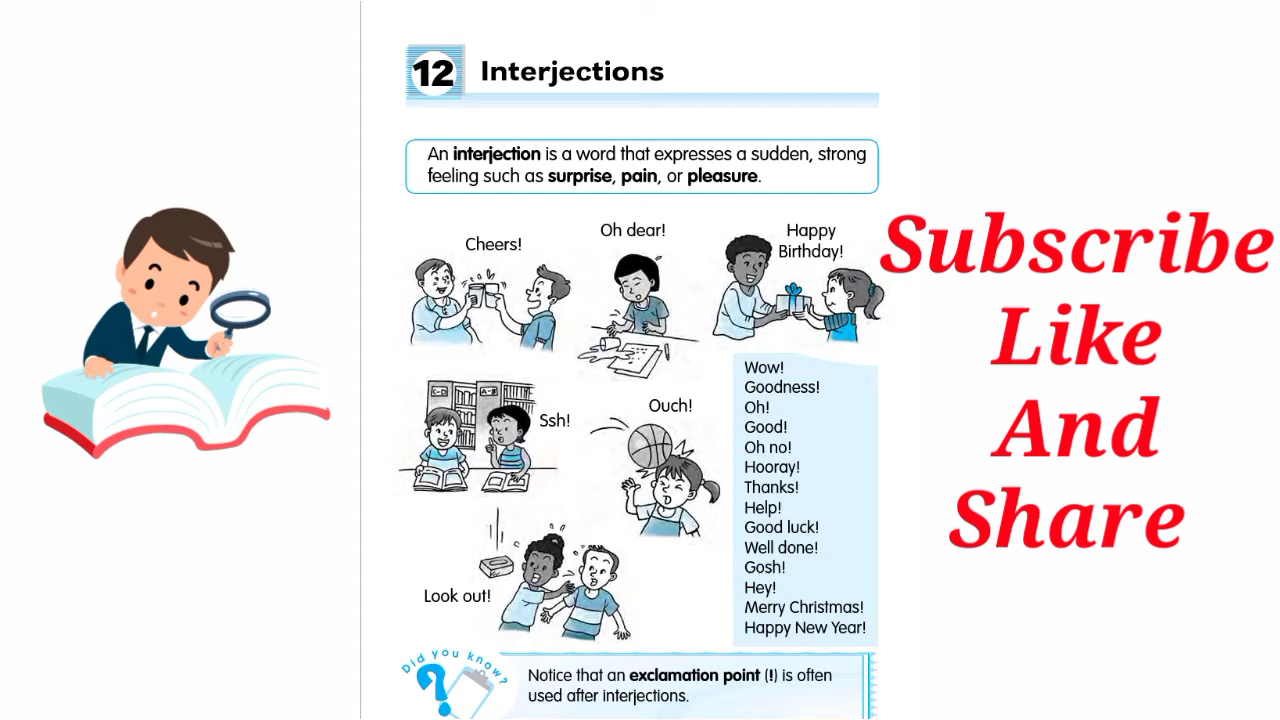 12 Interjections
An interjection is a word that expresses a sudden, strong
feeling such as surprise, pain, or pleasure.
Cheers!
Oh dear!
Happy
Birthday!
C-D
A-B
Ssh!
Ouch!
Look out!
Wow!
Goodness!
Oh!
Good!
Oh no!
Hooray!
Thanks!
Help!
Good luck!
Well done!
Gosh!
Hey!
Merry Christmas!
Happy New Year!
Did you know?
Notice that an exclamation point (!) is often
used after interjections.
Subscribe
Like
And
Share